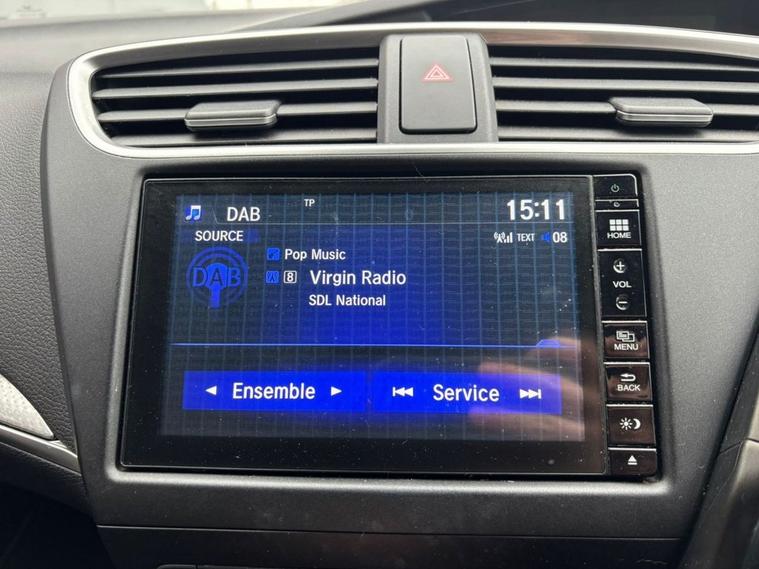 DAB
TP
15:11
SOURCE
TEXT
08
Pop Music
DAB
8 Virgin Radio
SDL National
Ensemble
Service
HOME
VOL
MENU
BACK